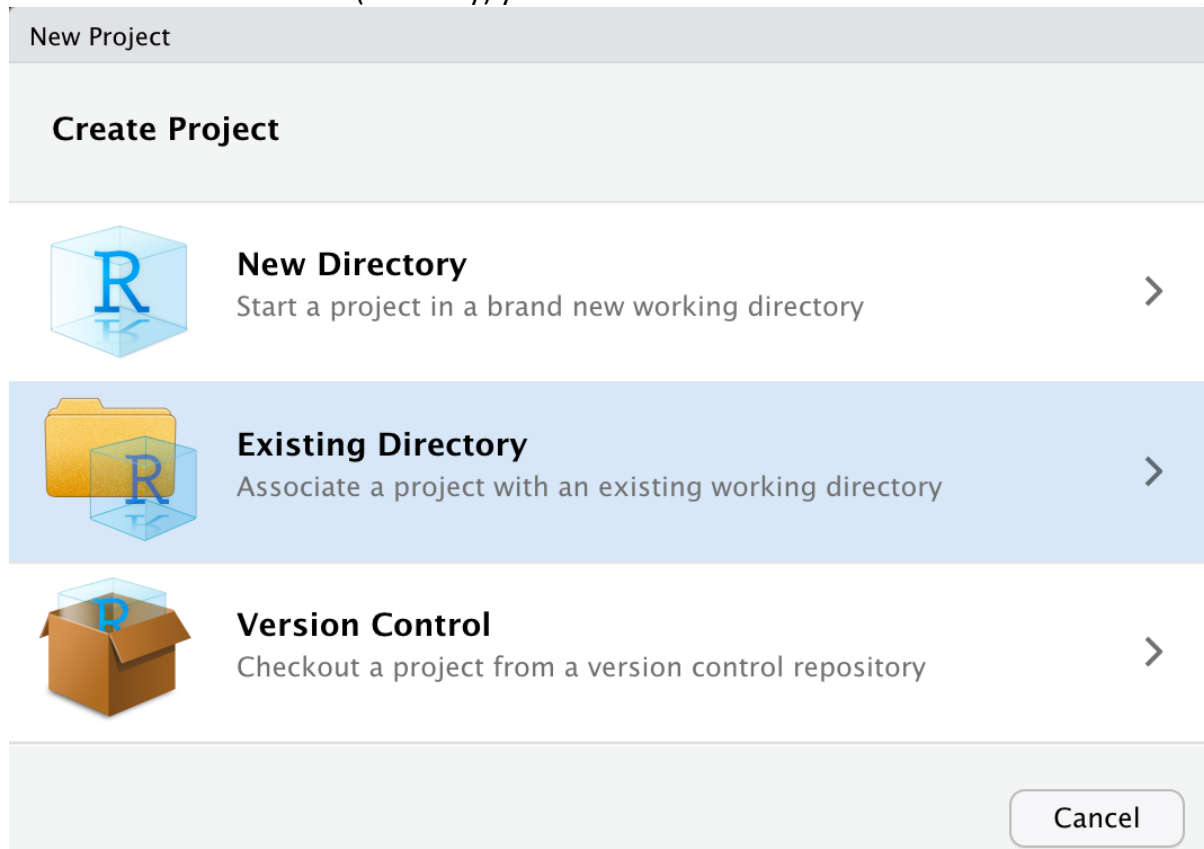 New Project
Create Project
R
New Directory
Start a project in a brand new working directory
R
Existing Directory
Associate a project with an existing working directory
R
Version Control
Checkout a project from a version control repository
Cancel